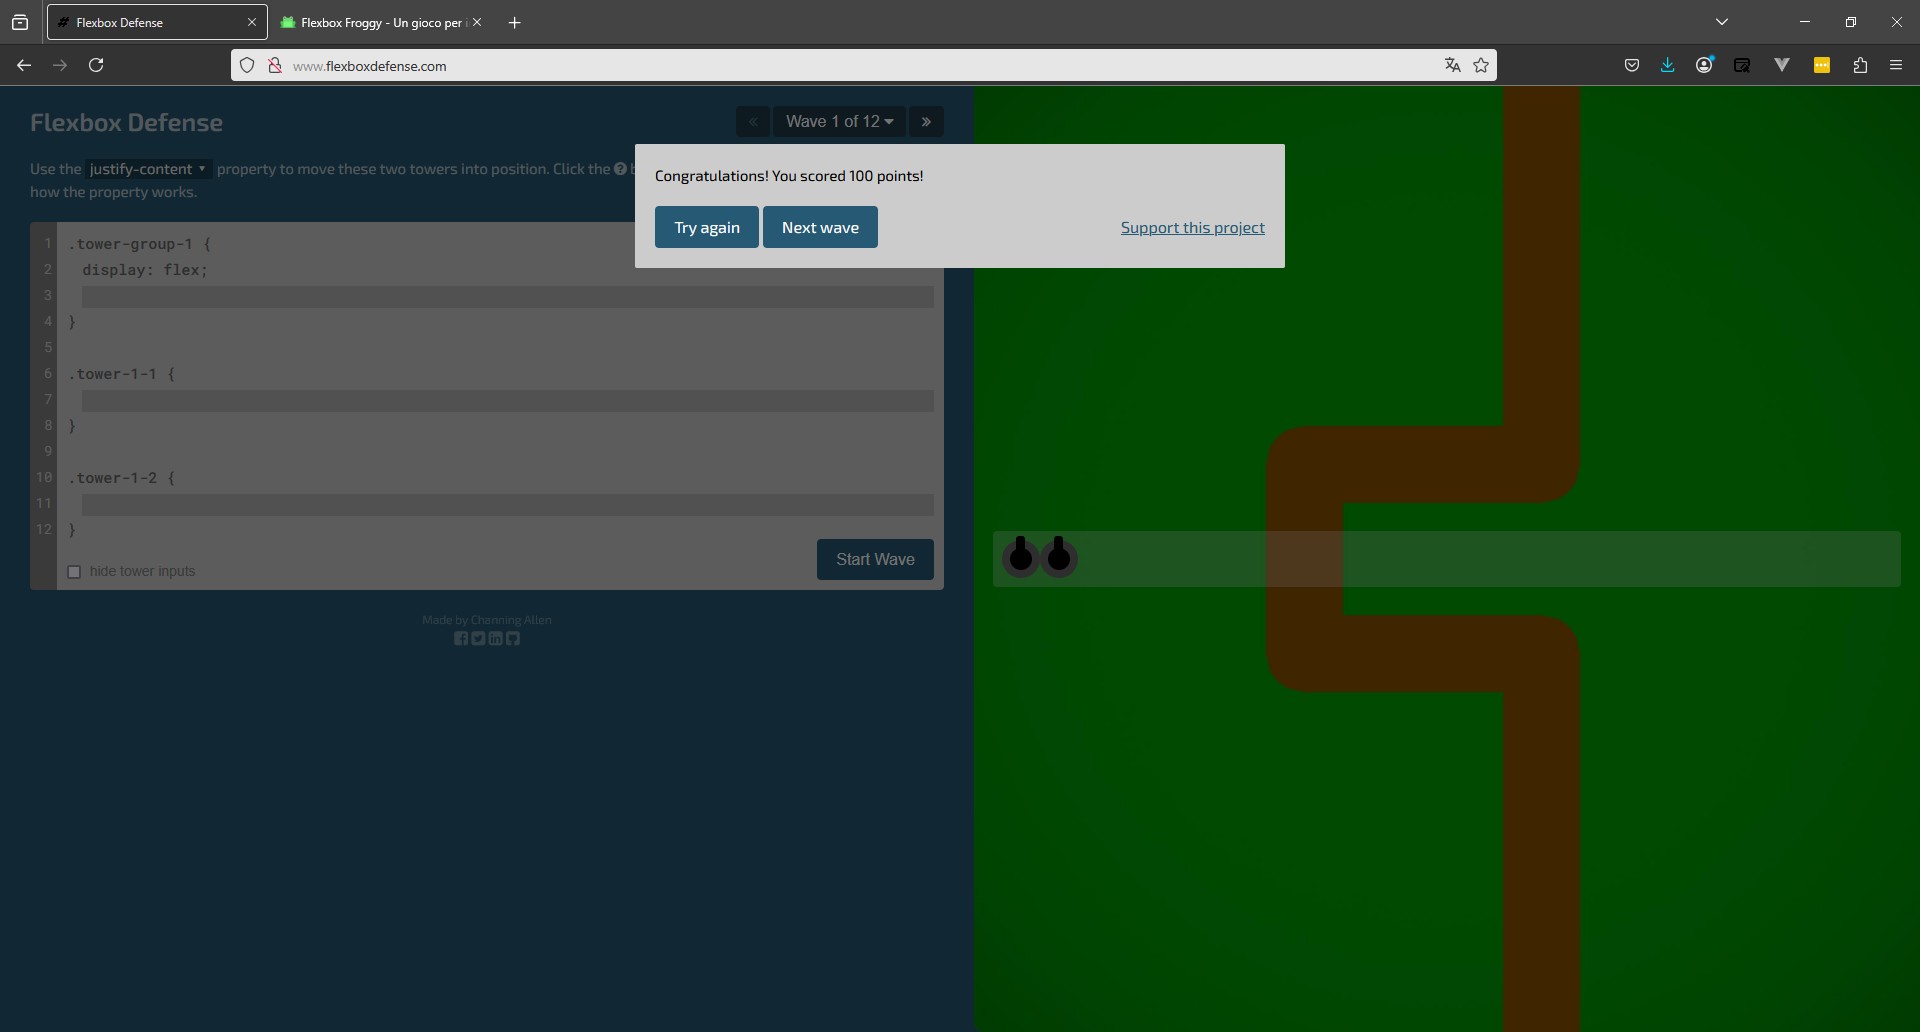 Flexbox Defense
Flexbox Froggy - Un gioco per i
www.flexboxdefense.com
Flexbox Defense
Wave 1 of 12
Use the justify-content property to move these two towers into position. Click the
how the property works.
Congratulations! You scored 100 points!
Try again
Next wave
Support this project
1 .tower-group-1 {
2 display: flex;
3
4 }
5
6 .tower-1-1 {
7
8 }
9
10 .tower-1-2 {
11
12 }
hide tower inputs
Start Wave
Made by Channing Allen